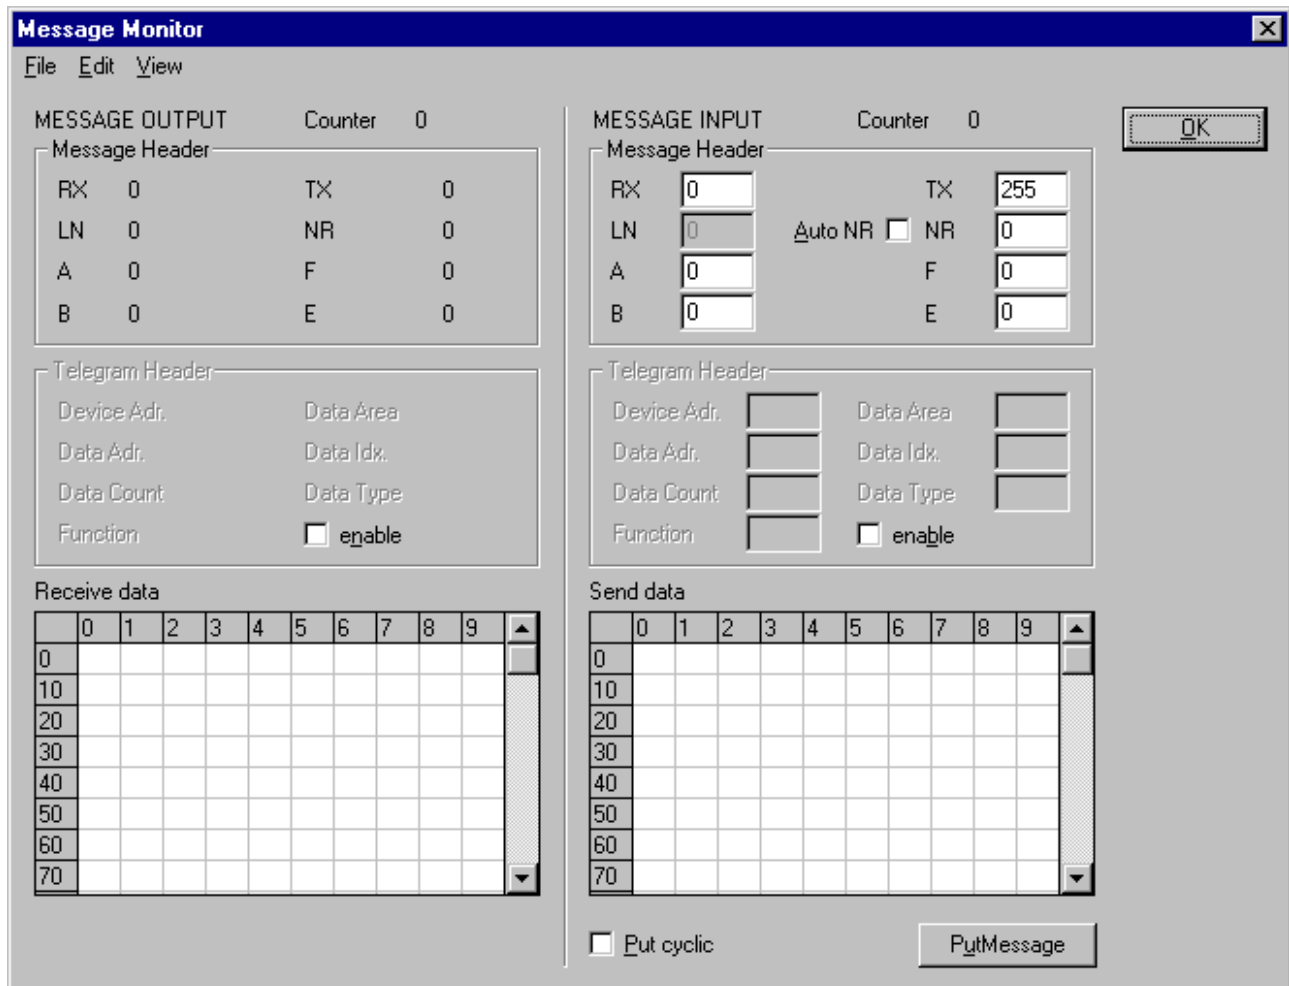 Message Monitor
File Edit View
MESSAGE OUTPUT Counter 0
Message Header
RX 0 TX 0
LN 0 NR 0
A 0 F 0
B 0 E 0
Telegram Header
Device Adr. Data Area
Data Adr. Data Idx.
Data Count Data Type
Function enable
Receive data
0 1 2 3 4 5 6 7 8 9
0
10
20
30
40
50
60
70
MESSAGE INPUT Counter 0
Message Header
RX 0 TX 255
LN 0 Auto NR NR 0
A 0 F 0
B 0 E 0
Telegram Header
Device Adr. Data Area
Data Adr. Data Idx.
Data Count Data Type
Function enable
Send data
0 1 2 3 4 5 6 7 8 9
0
10
20
30
40
50
60
70
Put cyclic PutMessage
OK